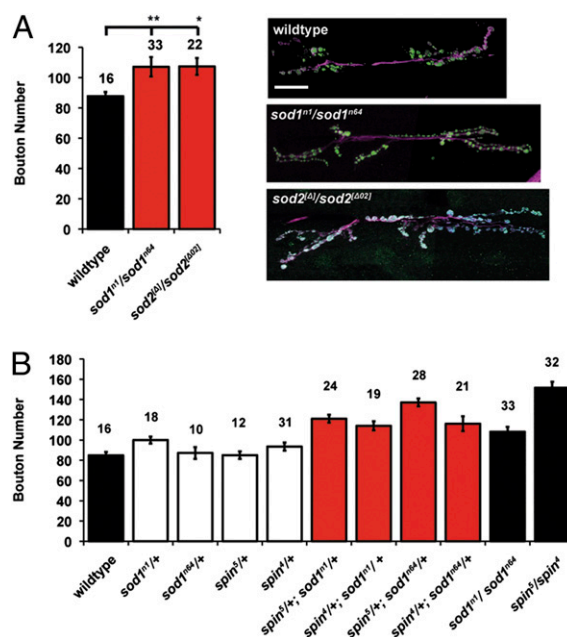 A
** *
33 22
16
120
100
80
60
40
20
0
Bouton Number
wildtype
sod1ⁿ¹/sod1ⁿ⁶⁴
sod2[Δ]/sod2[Δ02]
wildtype
sod1ⁿ¹/sod1ⁿ⁶⁴
sod2[Δ]/sod2[Δ02]
B
180
160
140
120
100
80
60
40
20
0
Bouton Number
16 18 10 12 31 24 19 28 21 33 32
wildtype
sod1ⁿ¹/+
sod1ⁿ⁶⁴/+
spin⁵/+
spin⁴/+
spin⁵/+; sod1ⁿ¹/+
spin⁴/+; sod1ⁿ¹/ +
spin⁵/+; sod1ⁿ⁶⁴/+
spin⁴/+; sod1ⁿ⁶⁴/+
sod1ⁿ¹/ sod1ⁿ⁶⁴
spin⁵/spin⁴